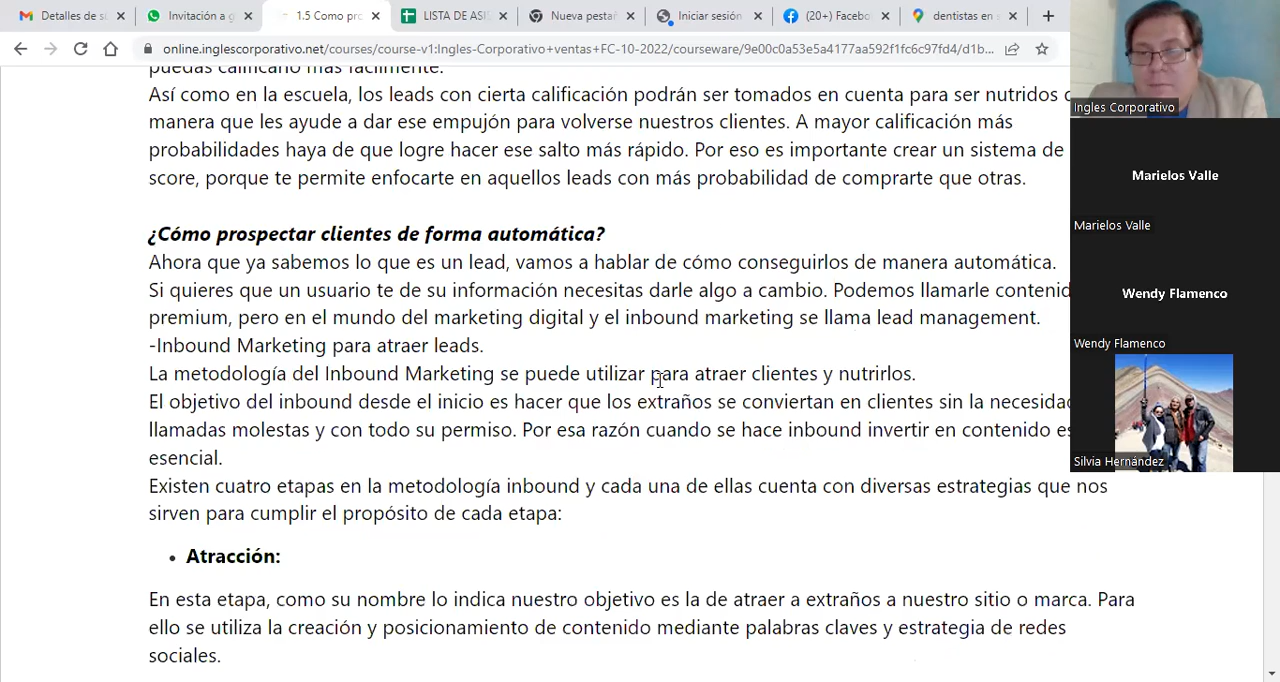 Detalles de si
Invitación a g
1.5 Como pro
LISTA DE ASI
Nueva pestañ
Iniciar sesión
(20+) Facebo
dentistas en
online.inglescorporativo.net/courses/course-v1:Ingles-Corporativo+ventas+FC-10-2022/courseware/9e00c0a53e5a4177aa592f1fc6c97fd4/d1b...
puedas calificarlo más fácilmente.
Así como en la escuela, los leads con cierta calificación podrán ser tomados en cuenta para ser nutridos d
manera que les ayude a dar ese empujón para volverse nuestros clientes. A mayor calificación más
probabilidades haya de que logre hacer ese salto más rápido. Por eso es importante crear un sistema de
score, porque te permite enfocarte en aquellos leads con más probabilidad de comprarte que otras.
¿Cómo prospectar clientes de forma automática?
Ahora que ya sabemos lo que es un lead, vamos a hablar de cómo conseguirlos de manera automática.
Si quieres que un usuario te de su información necesitas darle algo a cambio. Podemos llamarle contenid
premium, pero en el mundo del marketing digital y el inbound marketing se llama lead management.
-Inbound Marketing para atraer leads.
La metodología del Inbound Marketing se puede utilizar para atraer clientes y nutrirlos.
El objetivo del inbound desde el inicio es hacer que los extraños se conviertan en clientes sin la necesidad
llamadas molestas y con todo su permiso. Por esa razón cuando se hace inbound invertir en contenido es
esencial.
Existen cuatro etapas en la metodología inbound y cada una de ellas cuenta con diversas estrategias que nos
sirven para cumplir el propósito de cada etapa:
• Atracción:
En esta etapa, como su nombre lo indica nuestro objetivo es la de atraer a extraños a nuestro sitio o marca. Para
ello se utiliza la creación y posicionamiento de contenido mediante palabras claves y estrategia de redes
sociales.
Ingles Corporativo
Marielos Valle
Marielos Valle
Wendy Flamenco
Wendy Flamenco
Silvia Hernández